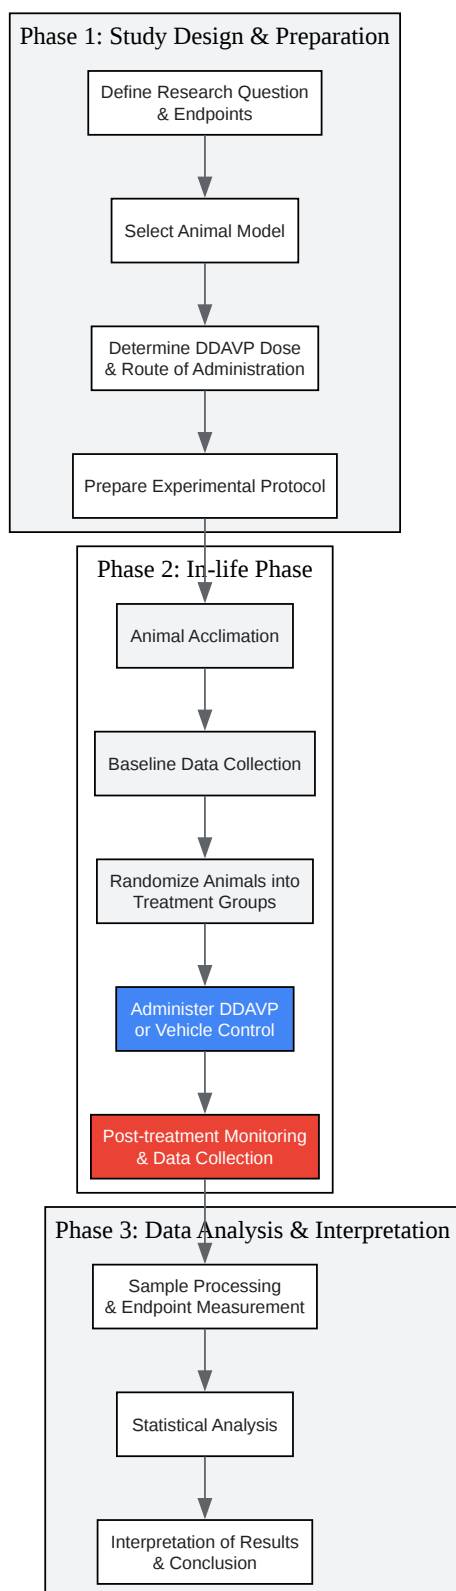 Phase 1: Study Design & Preparation
Define Research Question
& Endpoints
Select Animal Model
Determine DDAVP Dose
& Route of Administration
Prepare Experimental Protocol
Phase 2: In-life Phase
Animal Acclimation
Baseline Data Collection
Randomize Animals into
Treatment Groups
Administer DDAVP
or Vehicle Control
Post-treatment Monitoring
& Data Collection
Phase 3: Data Analysis & Interpretation
Sample Processing
& Endpoint Measurement
Statistical Analysis
Interpretation of Results
& Conclusion